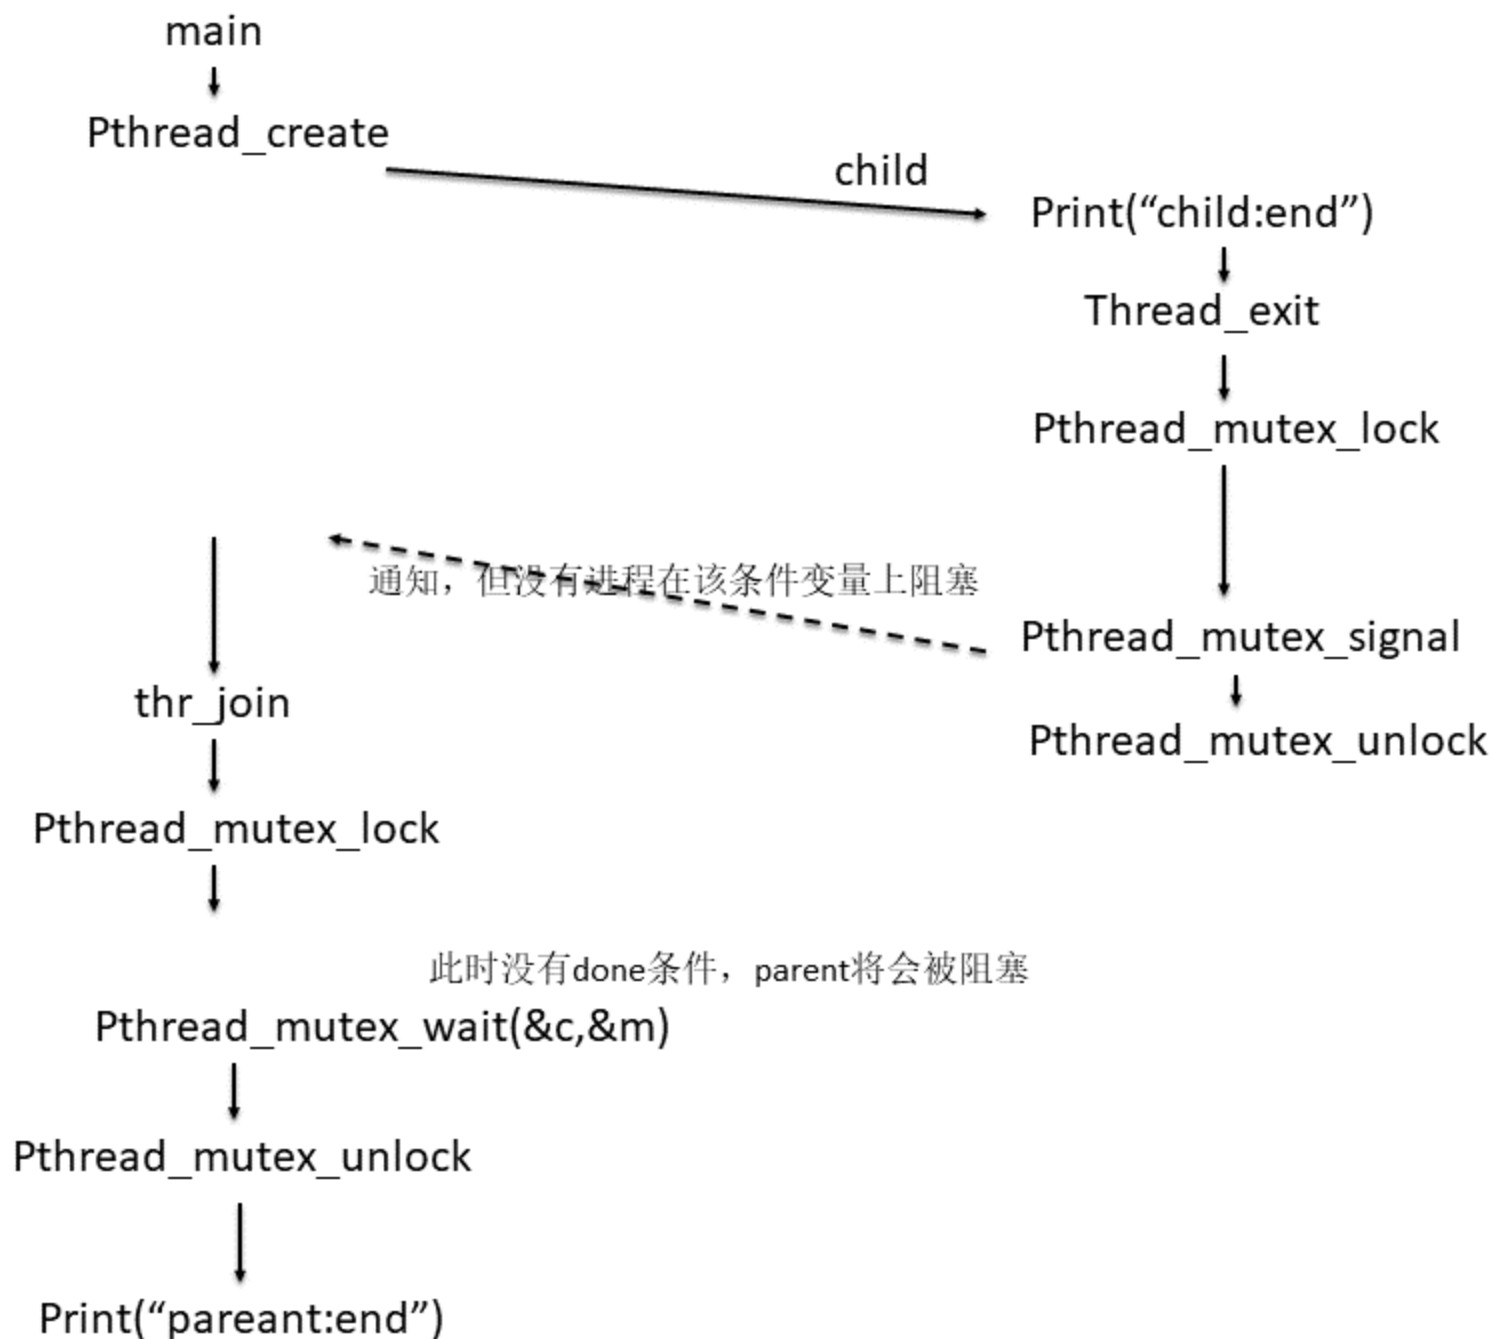 main
Pthread_create
child
Print(“child:end”)
Thread_exit
Pthread_mutex_lock
通知，但没有进程在该条件变量上阻塞
Pthread_mutex_signal
Pthread_mutex_unlock
thr_join
Pthread_mutex_lock
此时没有done条件，parent将会被阻塞
Pthread_mutex_wait(&c,&m)
Pthread_mutex_unlock
Print(“pareant:end”)